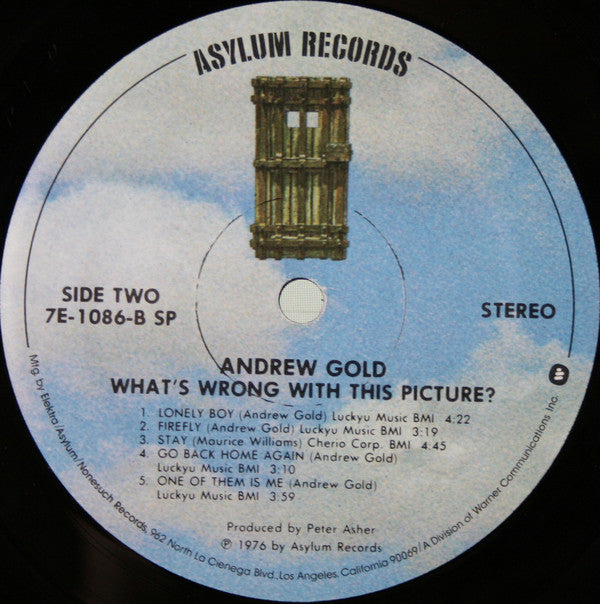 ASYLUM RECORDS
SIDE TWO
7E-1086-B SP
STEREO
ANDREW GOLD
WHAT'S WRONG WITH THIS PICTURE?
1. LONELY BOY (Andrew Gold) Luckyu Music BMI 4:22
2. FIREFLY (Andrew Gold) Luckyu Music BMI 3:19
3. STAY (Maurice Williams) Cherio Corp. BMI 4:45
4. GO BACK HOME AGAIN (Andrew Gold)
Luckyu Music BMI 3:10
5. ONE OF THEM IS ME (Andrew Gold)
Luckyu Music BMI 3:59
Produced by Peter Asher
℗ 1976 by Asylum Records
Mfg. by Elektra/Asylum/Nonesuch Records, 962 North La Cienega Blvd., Los Angeles, California 90069/A Division of Warner Communications Inc.